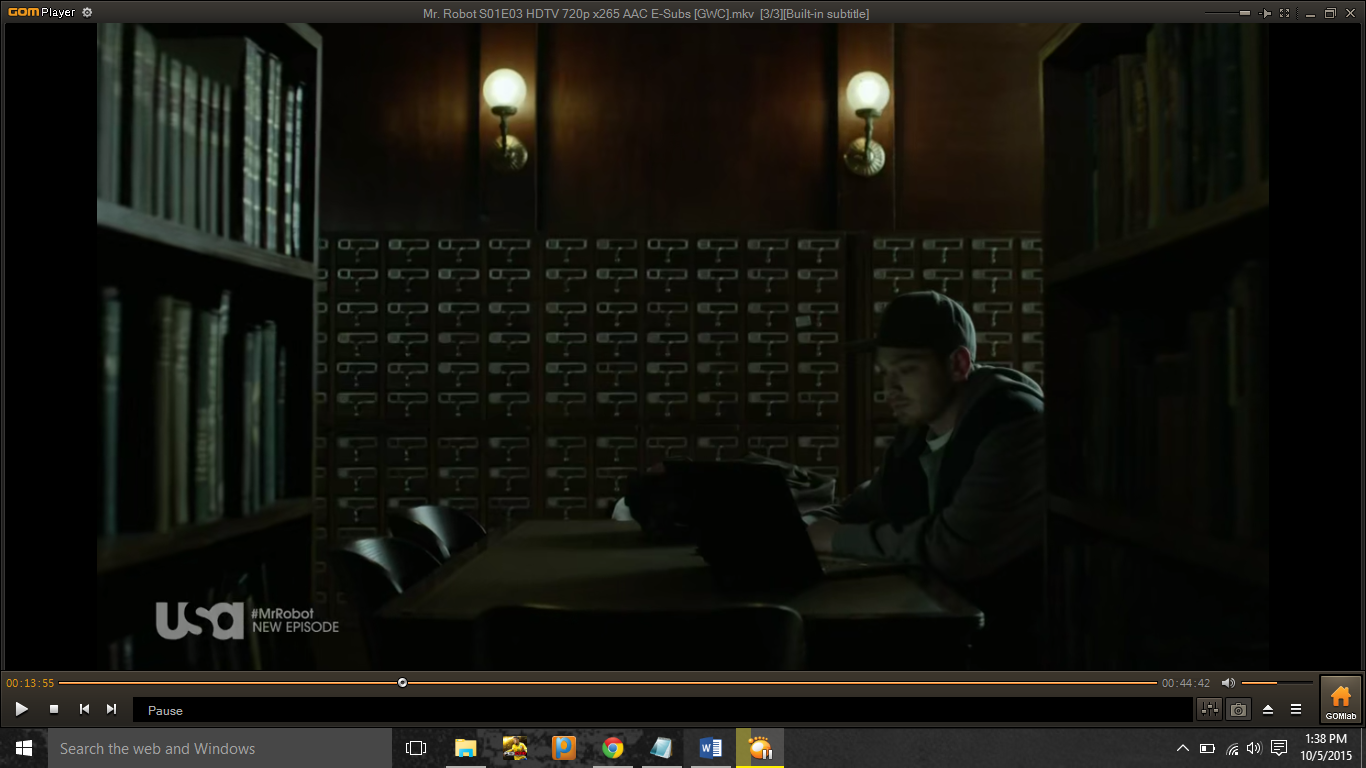 GOMPlayer
Mr. Robot S01E03 HDTV 720p x265 AAC E-Subs [GWC].mkv [3/3][Built-in subtitle]
usa
#MrRobot
NEW EPISODE
00:13:55
00:44:42
Pause
GOMlab
Search the web and Windows
1:38 PM
10/5/2015